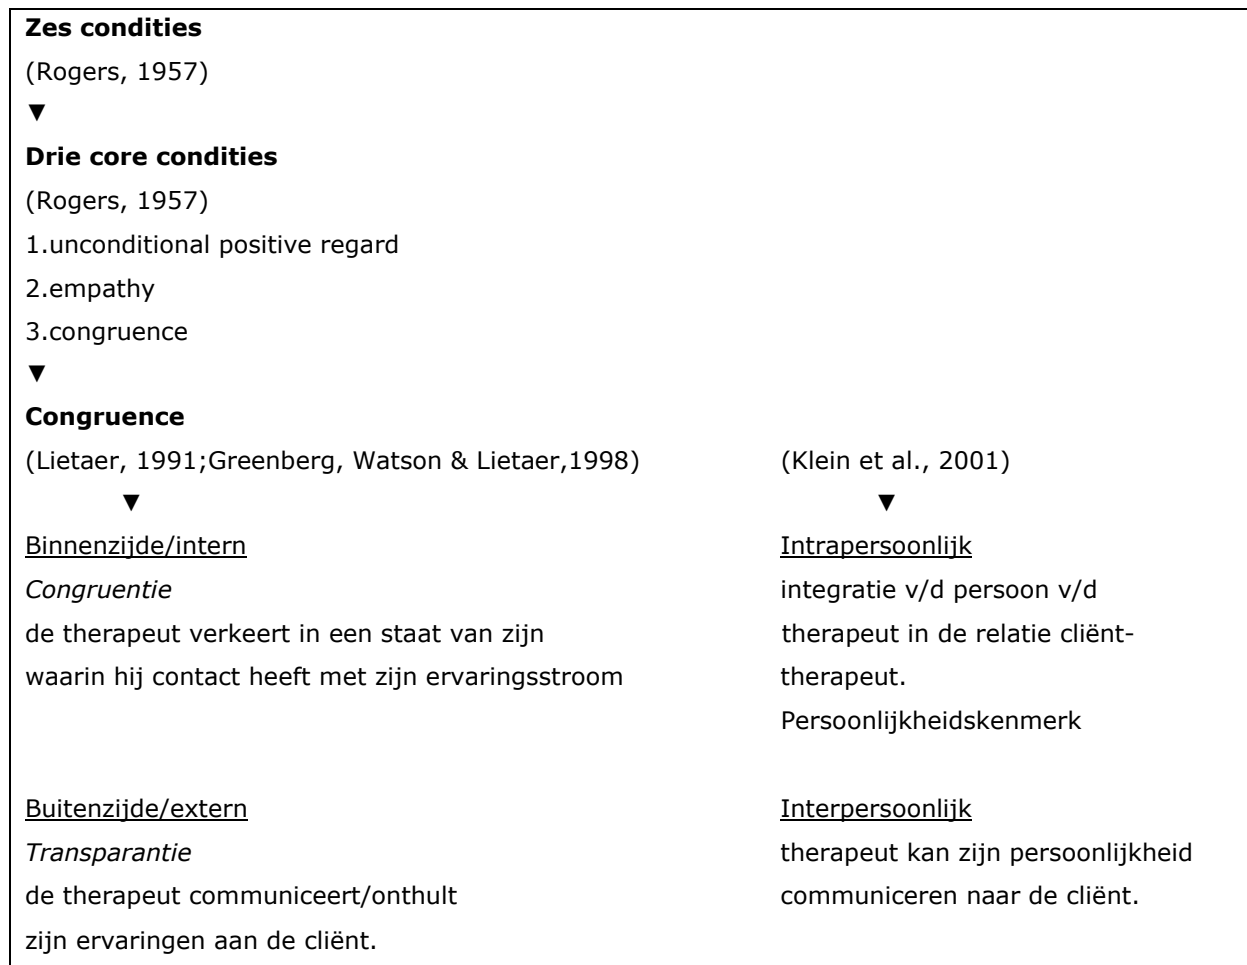 Zes condities
(Rogers, 1957)
▼
Drie core condities
(Rogers, 1957)
1.unconditional positive regard
2.empathy
3.congruence
▼
Congruence
(Lietaer, 1991;Greenberg, Watson & Lietaer,1998)
▼
Binnenzijde/intern
Congruentie
de therapeut verkeert in een staat van zijn
waarin hij contact heeft met zijn ervaringsstroom
Buitenzijde/extern
Transparantie
de therapeut communiceert/onthult
zijn ervaringen aan de cliënt.
(Klein et al., 2001)
▼
Intrapersoonlijk
integratie v/d persoon v/d
therapeut in de relatie cliënt-
therapeut.
Persoonlijkheidskenmerk
Interpersoonlijk
therapeut kan zijn persoonlijkheid
communiceren naar de cliënt.